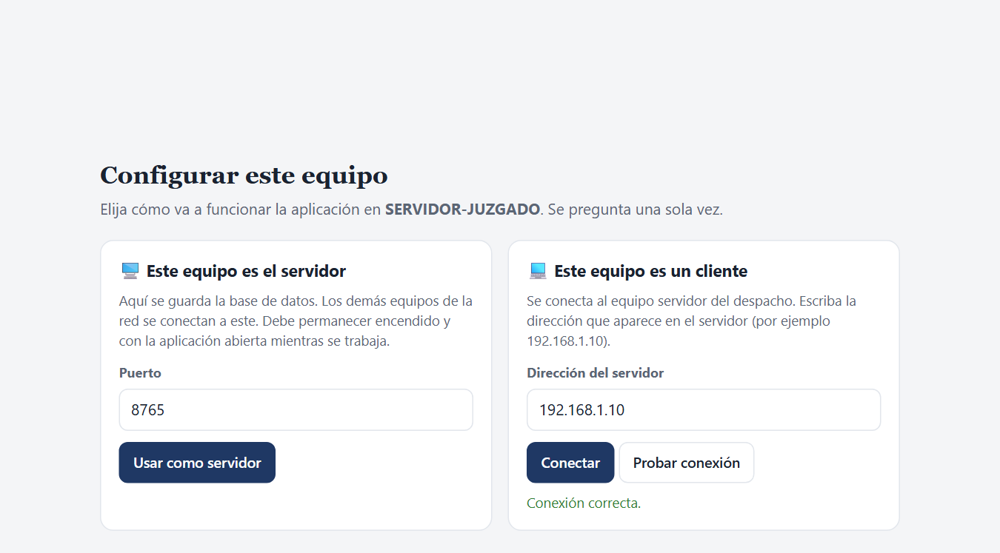 Configurar este equipo
Elija cómo va a funcionar la aplicación en SERVIDOR-JUZGADO. Se pregunta una sola vez.
Este equipo es el servidor
Aquí se guarda la base de datos. Los demás equipos de la
red se conectan a este. Debe permanecer encendido y
con la aplicación abierta mientras se trabaja.
Puerto
8765
Usar como servidor
Este equipo es un cliente
Se conecta al equipo servidor del despacho. Escriba la
dirección que aparece en el servidor (por ejemplo
192.168.1.10).
Dirección del servidor
192.168.1.10
Conectar
Probar conexión
Conexión correcta.